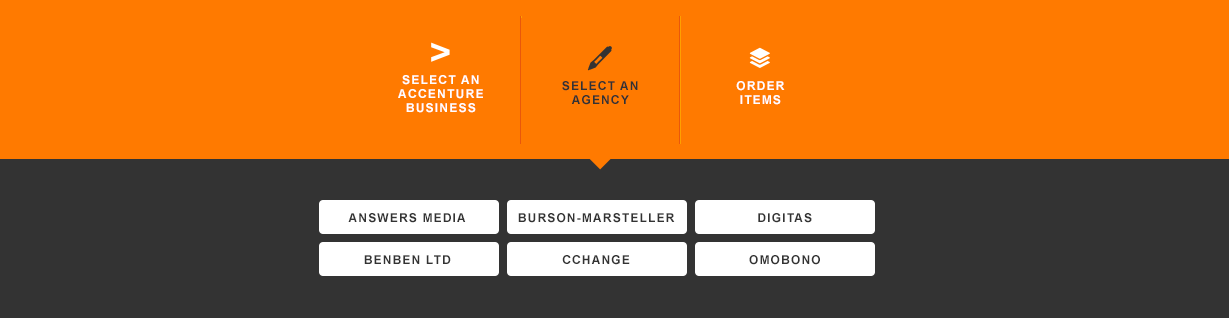 >
SELECT AN
ACCENTURE
BUSINESS
SELECT AN
AGENCY
ORDER
ITEMS
ANSWERS MEDIA
BURSON-MARSTELLER
DIGITAS
BENBEN LTD
CCHANGE
OMOBONO